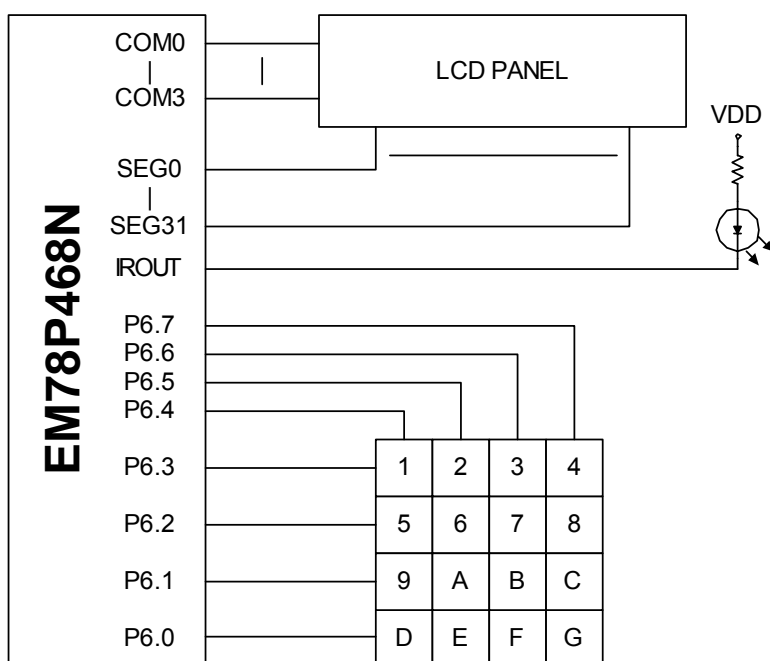 COM0
COM3
LCD PANEL
VDD
SEG0
SEG31
IROUT
EM78P468N
P6.7
P6.6
P6.5
P6.4
P6.3
1 2 3 4
P6.2
5 6 7 8
P6.1
9 A B C
P6.0
D E F G